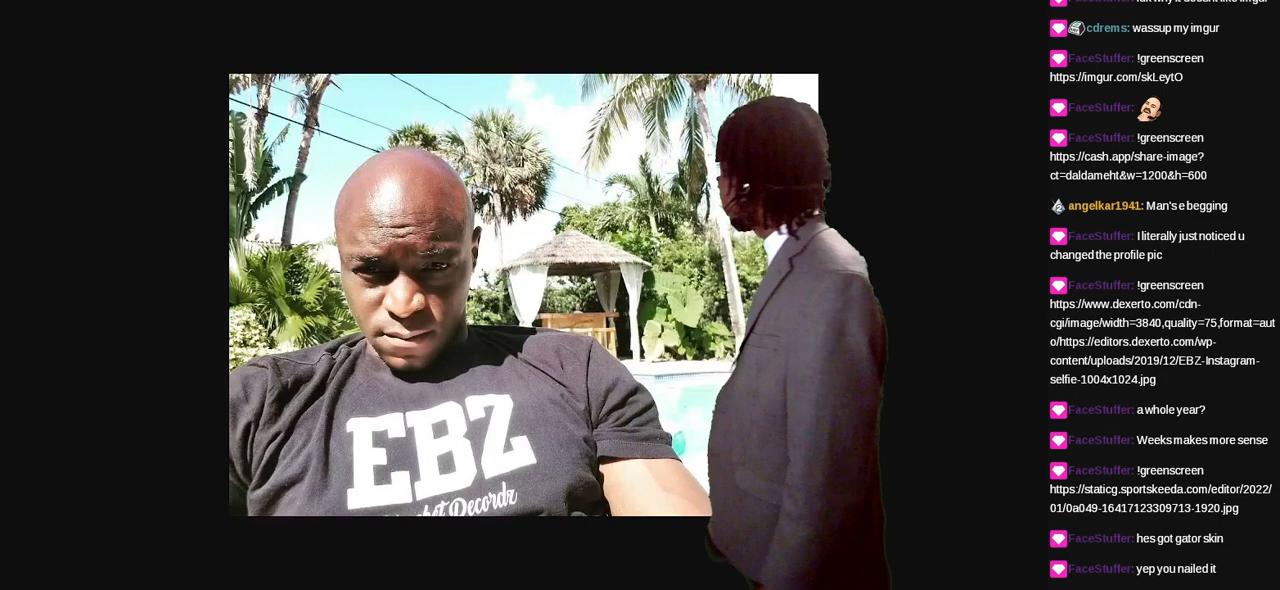 EBZ
Decordz
cdrems: wassup my imgur
FaceStuffer: !greenscreen
https://imgur.com/skLeytO
FaceStuffer:
FaceStuffer: !greenscreen
https://cash.app/share-image?
ct=daldameht&w=1200&h=600
angelkar1941: Man's e begging
FaceStuffer: I literally just noticed u
changed the profile pic
FaceStuffer: !greenscreen
https://www.dexerto.com/cdn-
cgi/image/width=3840,quality=75,format=aut
o/https://editors.dexerto.com/wp-
content/uploads/2019/12/EBZ-Instagram-
selfie-1004x1024.jpg
FaceStuffer: a whole year?
FaceStuffer: Weeks makes more sense
FaceStuffer: !greenscreen
https://staticg.sportskeeda.com/editor/2022/
01/0a049-16417123309713-1920.jpg
FaceStuffer: hes got gator skin
FaceStuffer: yep you nailed it